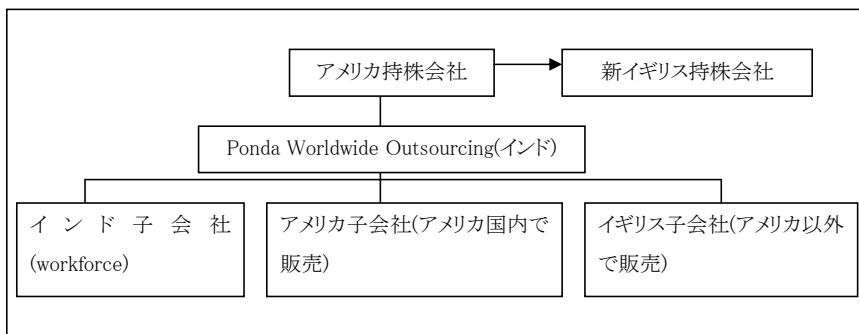 アメリカ持株会社
新イギリス持株会社
Ponda Worldwide Outsourcing(インド)
インド子会社
(workforce)
アメリカ子会社(アメリカ国内で
販売)
イギリス子会社(アメリカ以外
で販売)